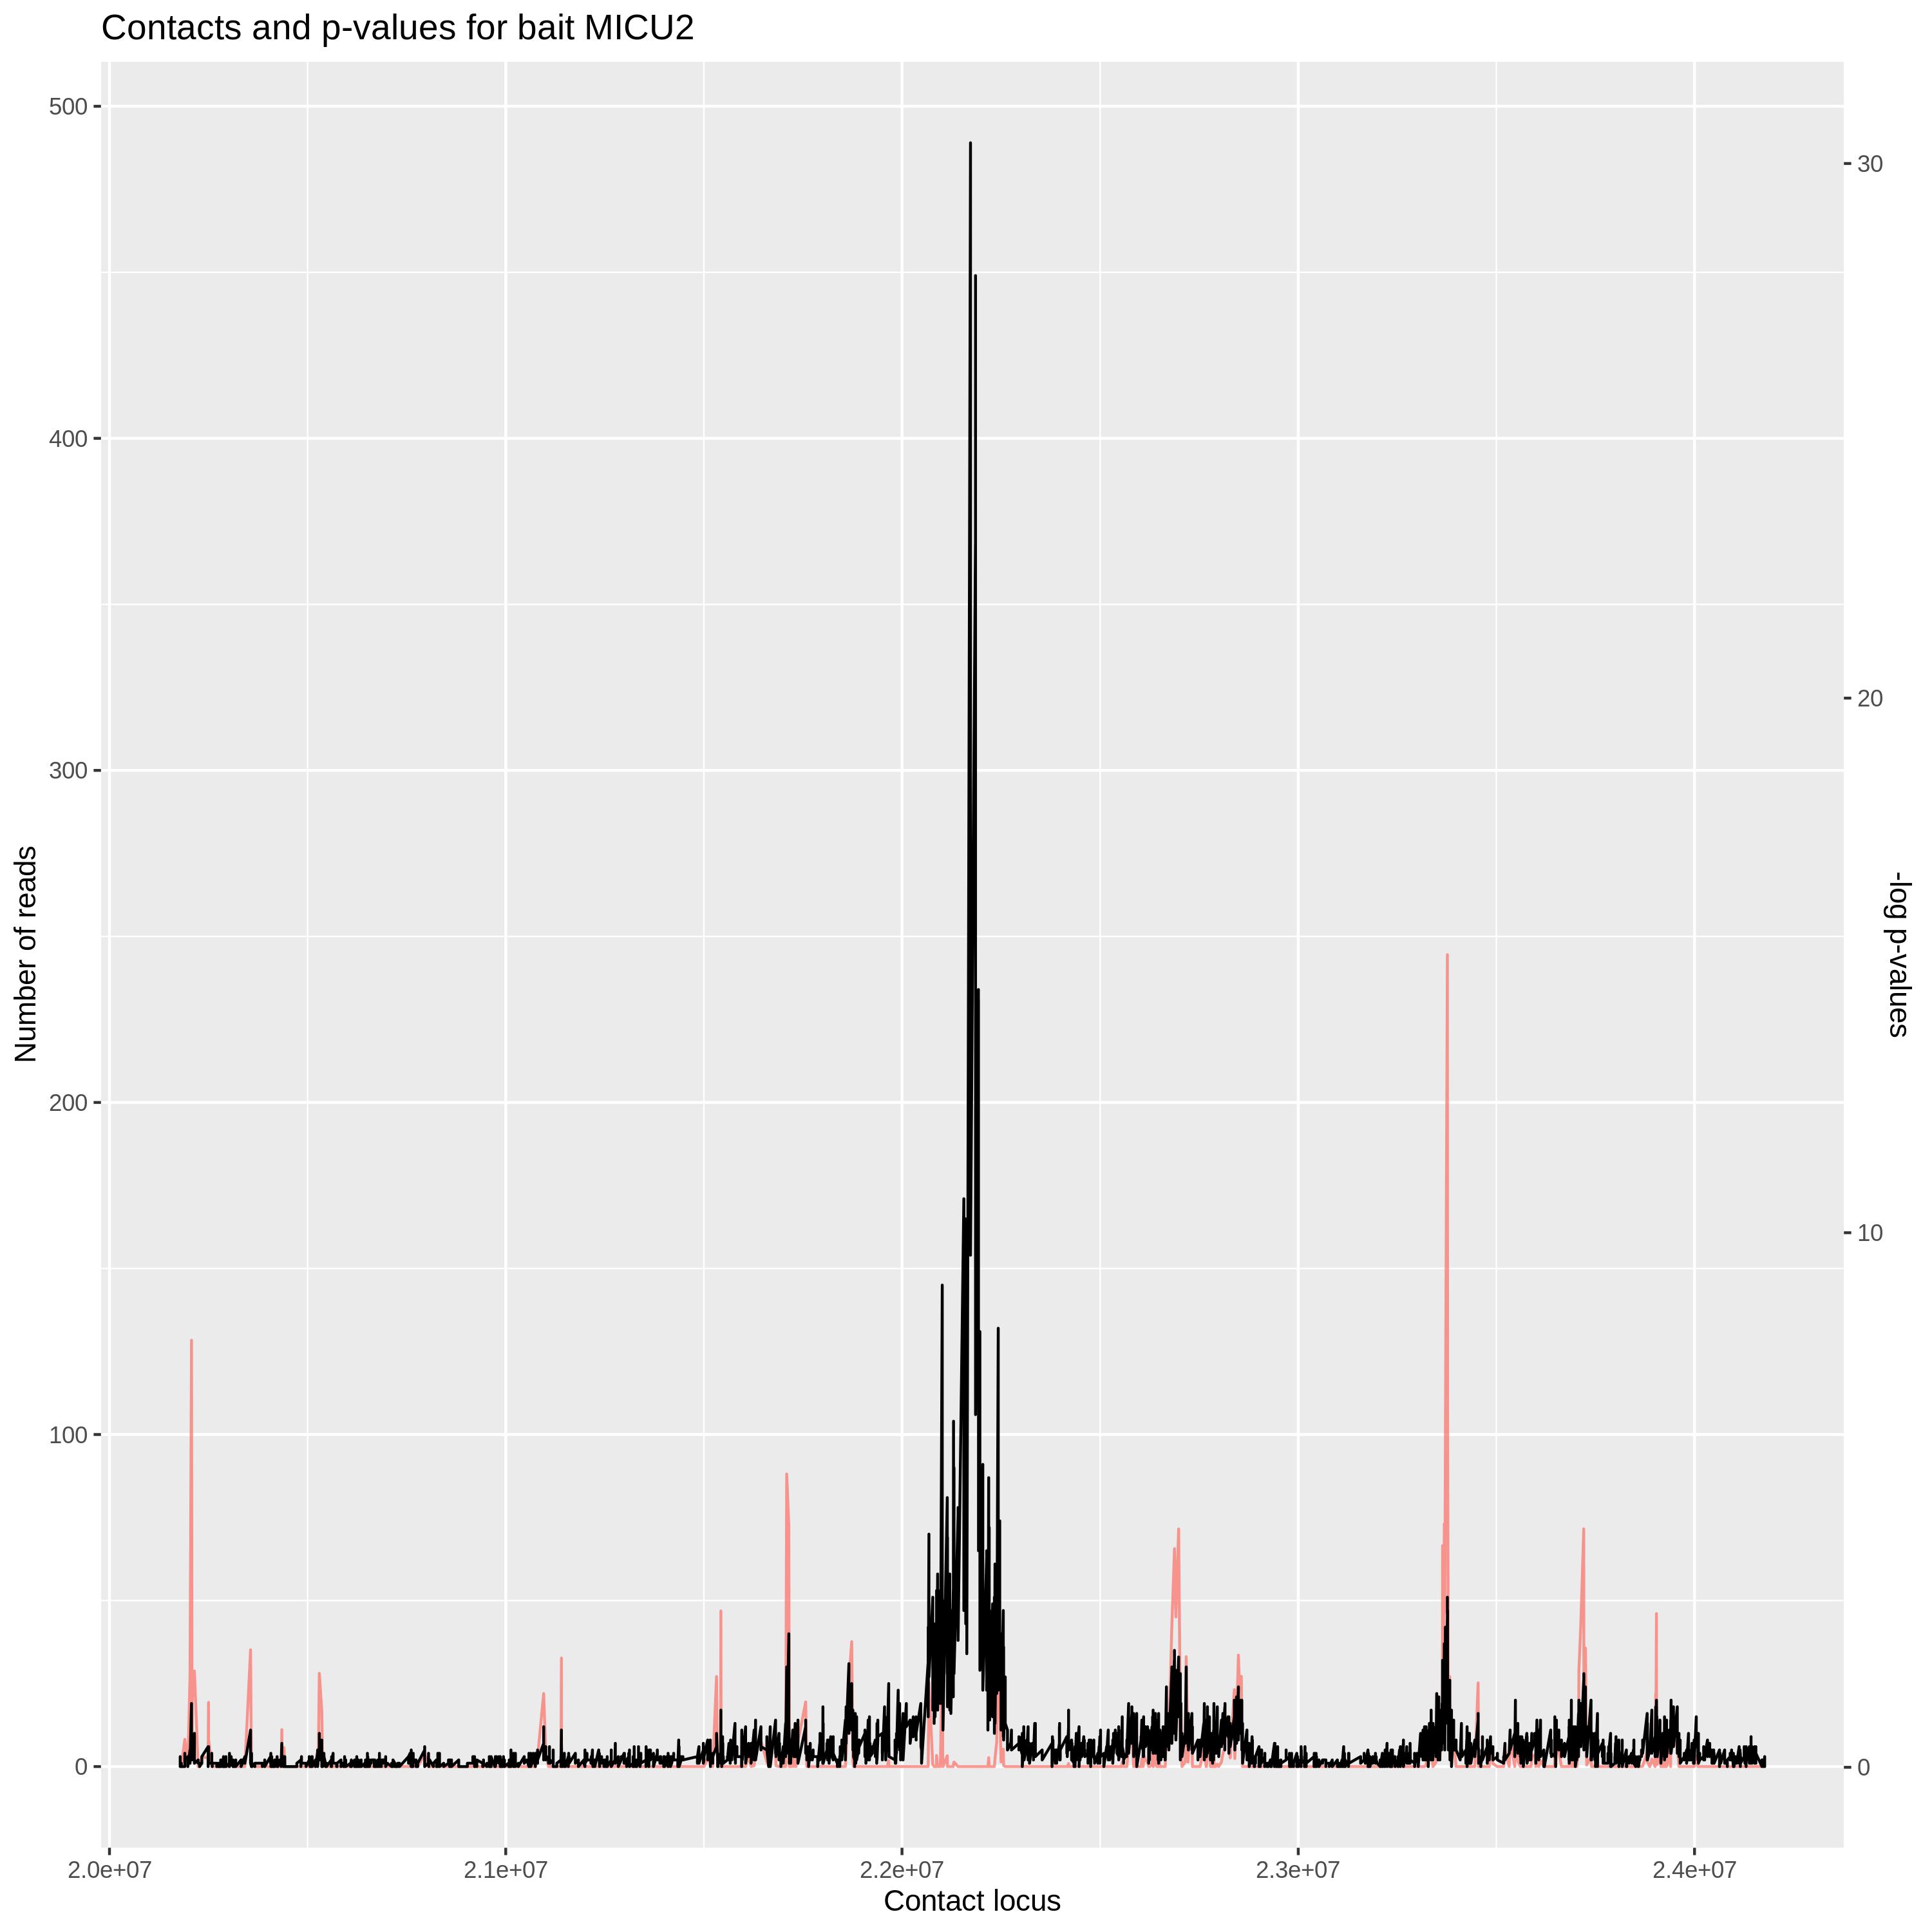 Contacts and p-values for bait MICU2
500
400
300
200
100
0
Number of reads
30
20
10
0
-log p-values
2.0e+07
2.1e+07
2.2e+07
2.3e+07
2.4e+07
Contact locus